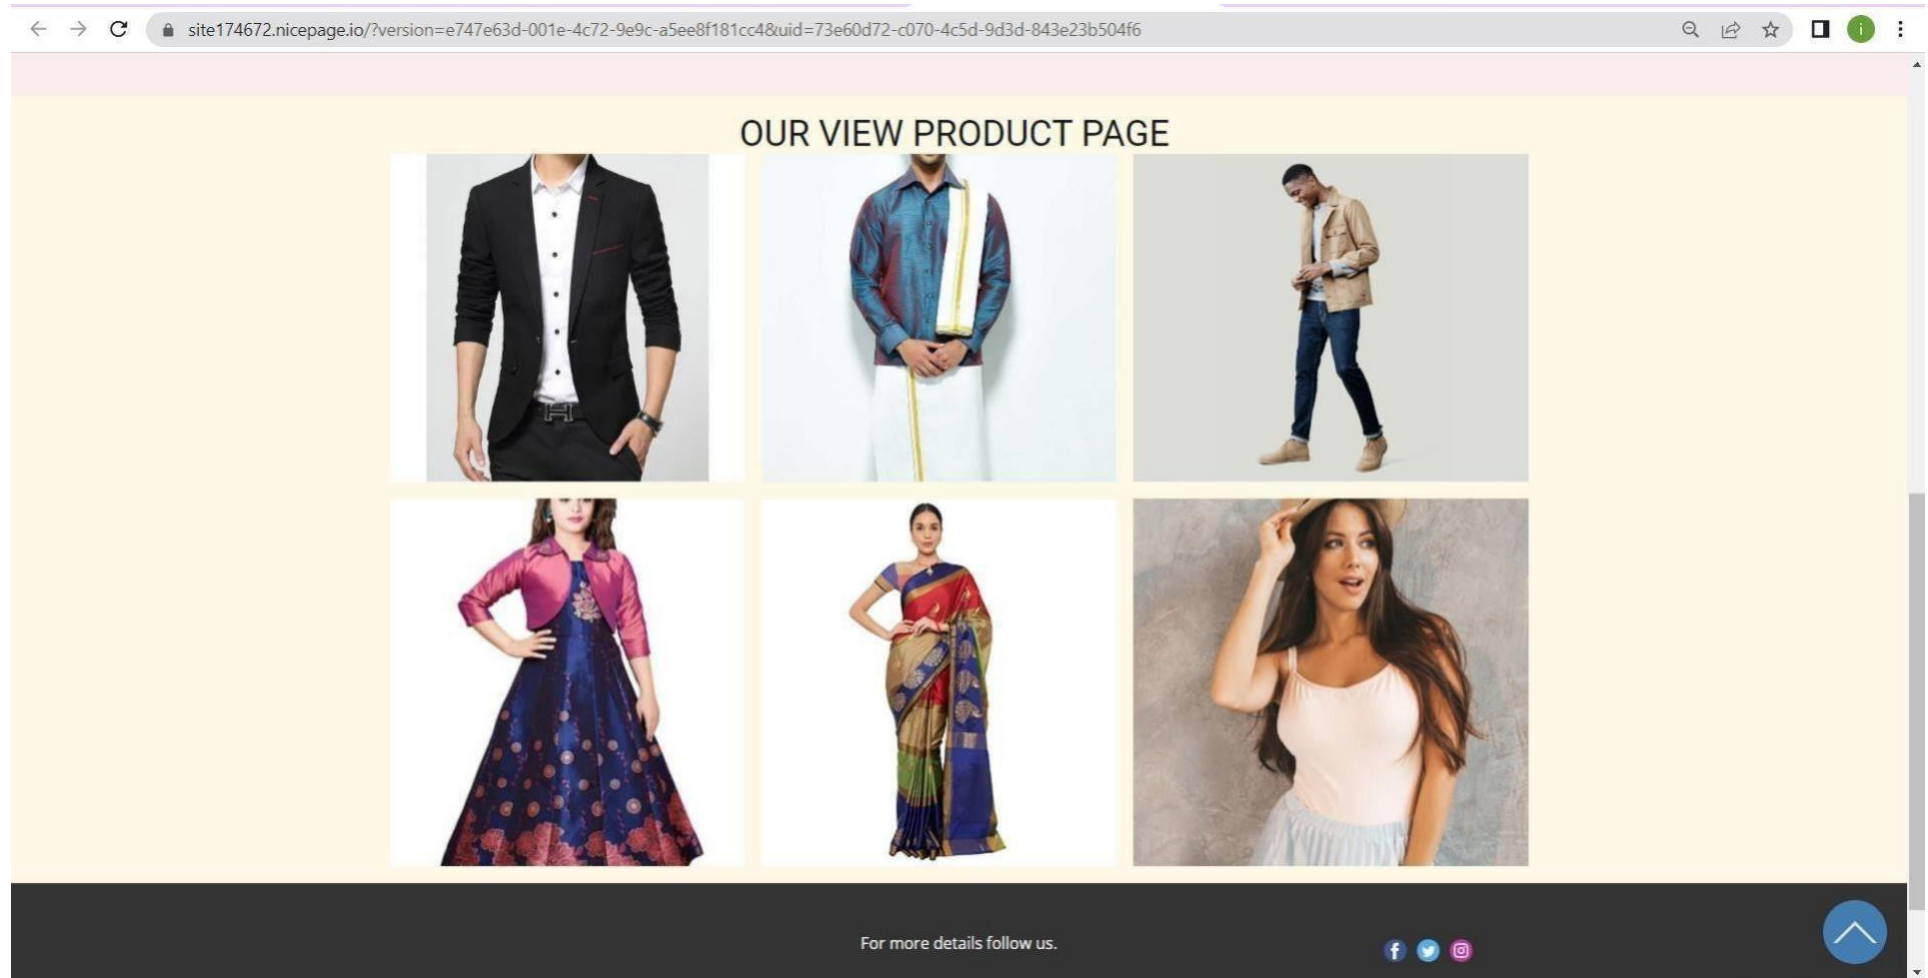 site174672.nicepage.io/?version=e747e63d-001e-4c72-9e9c-a5ee8f181cc4&uid=73e60d72-c070-4c5d-9d3d-843e23b504f6
i
OUR VIEW PRODUCT PAGE
For more details follow us.